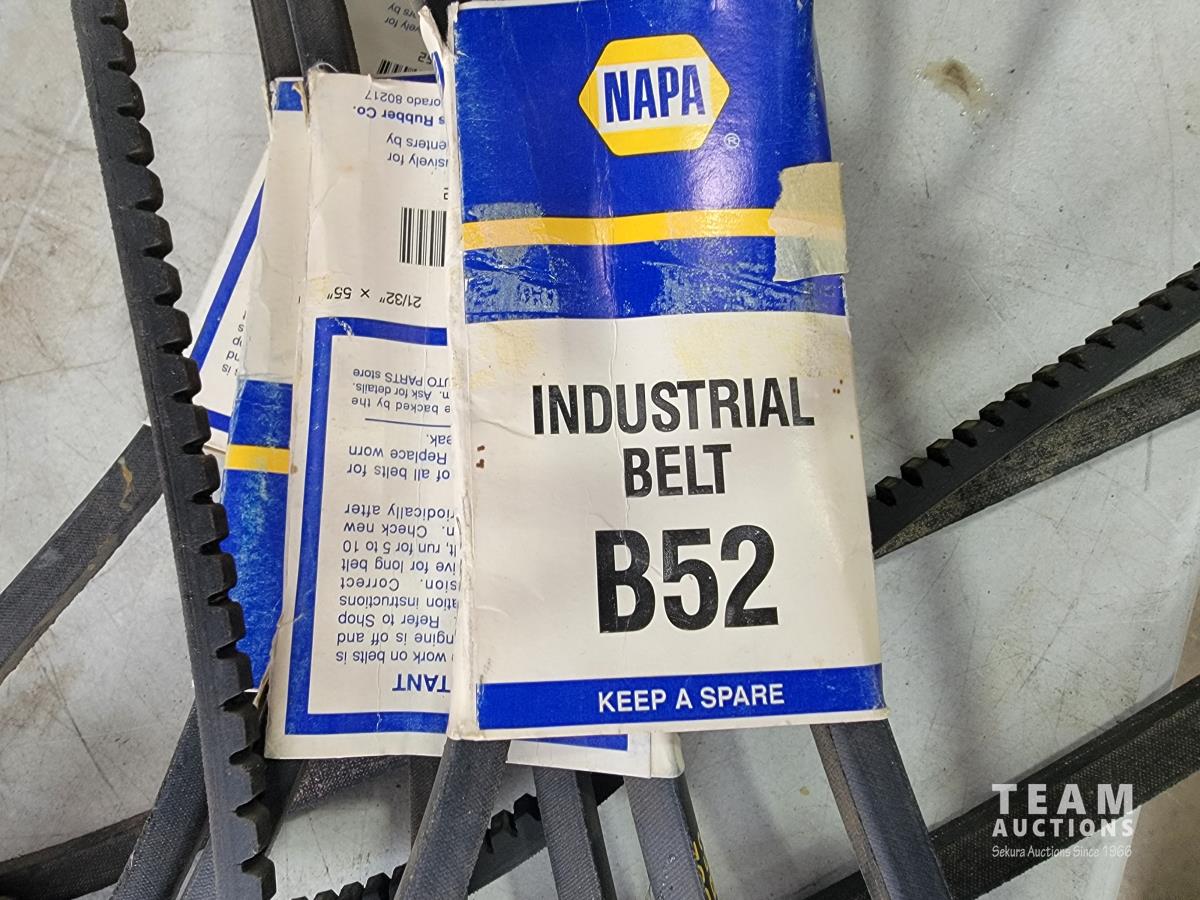 NAPA
®
INDUSTRIAL
BELT
B52
KEEP A SPARE
TANT
work on belts is
ngine is off and
. Refer to Shop
ation instructions
sion. Correct
ive for long belt
lt, run for 5 to 10
n. Check new
iodically after
of all belts for
Replace worn
eak.
e backed by the
n. Ask for details.
UTO PARTS store
21/32" × 55"
sively for
enters by
s Rubber Co.
orado 80217
TEAM
AUCTIONS
Sekura Auctions Since 1966